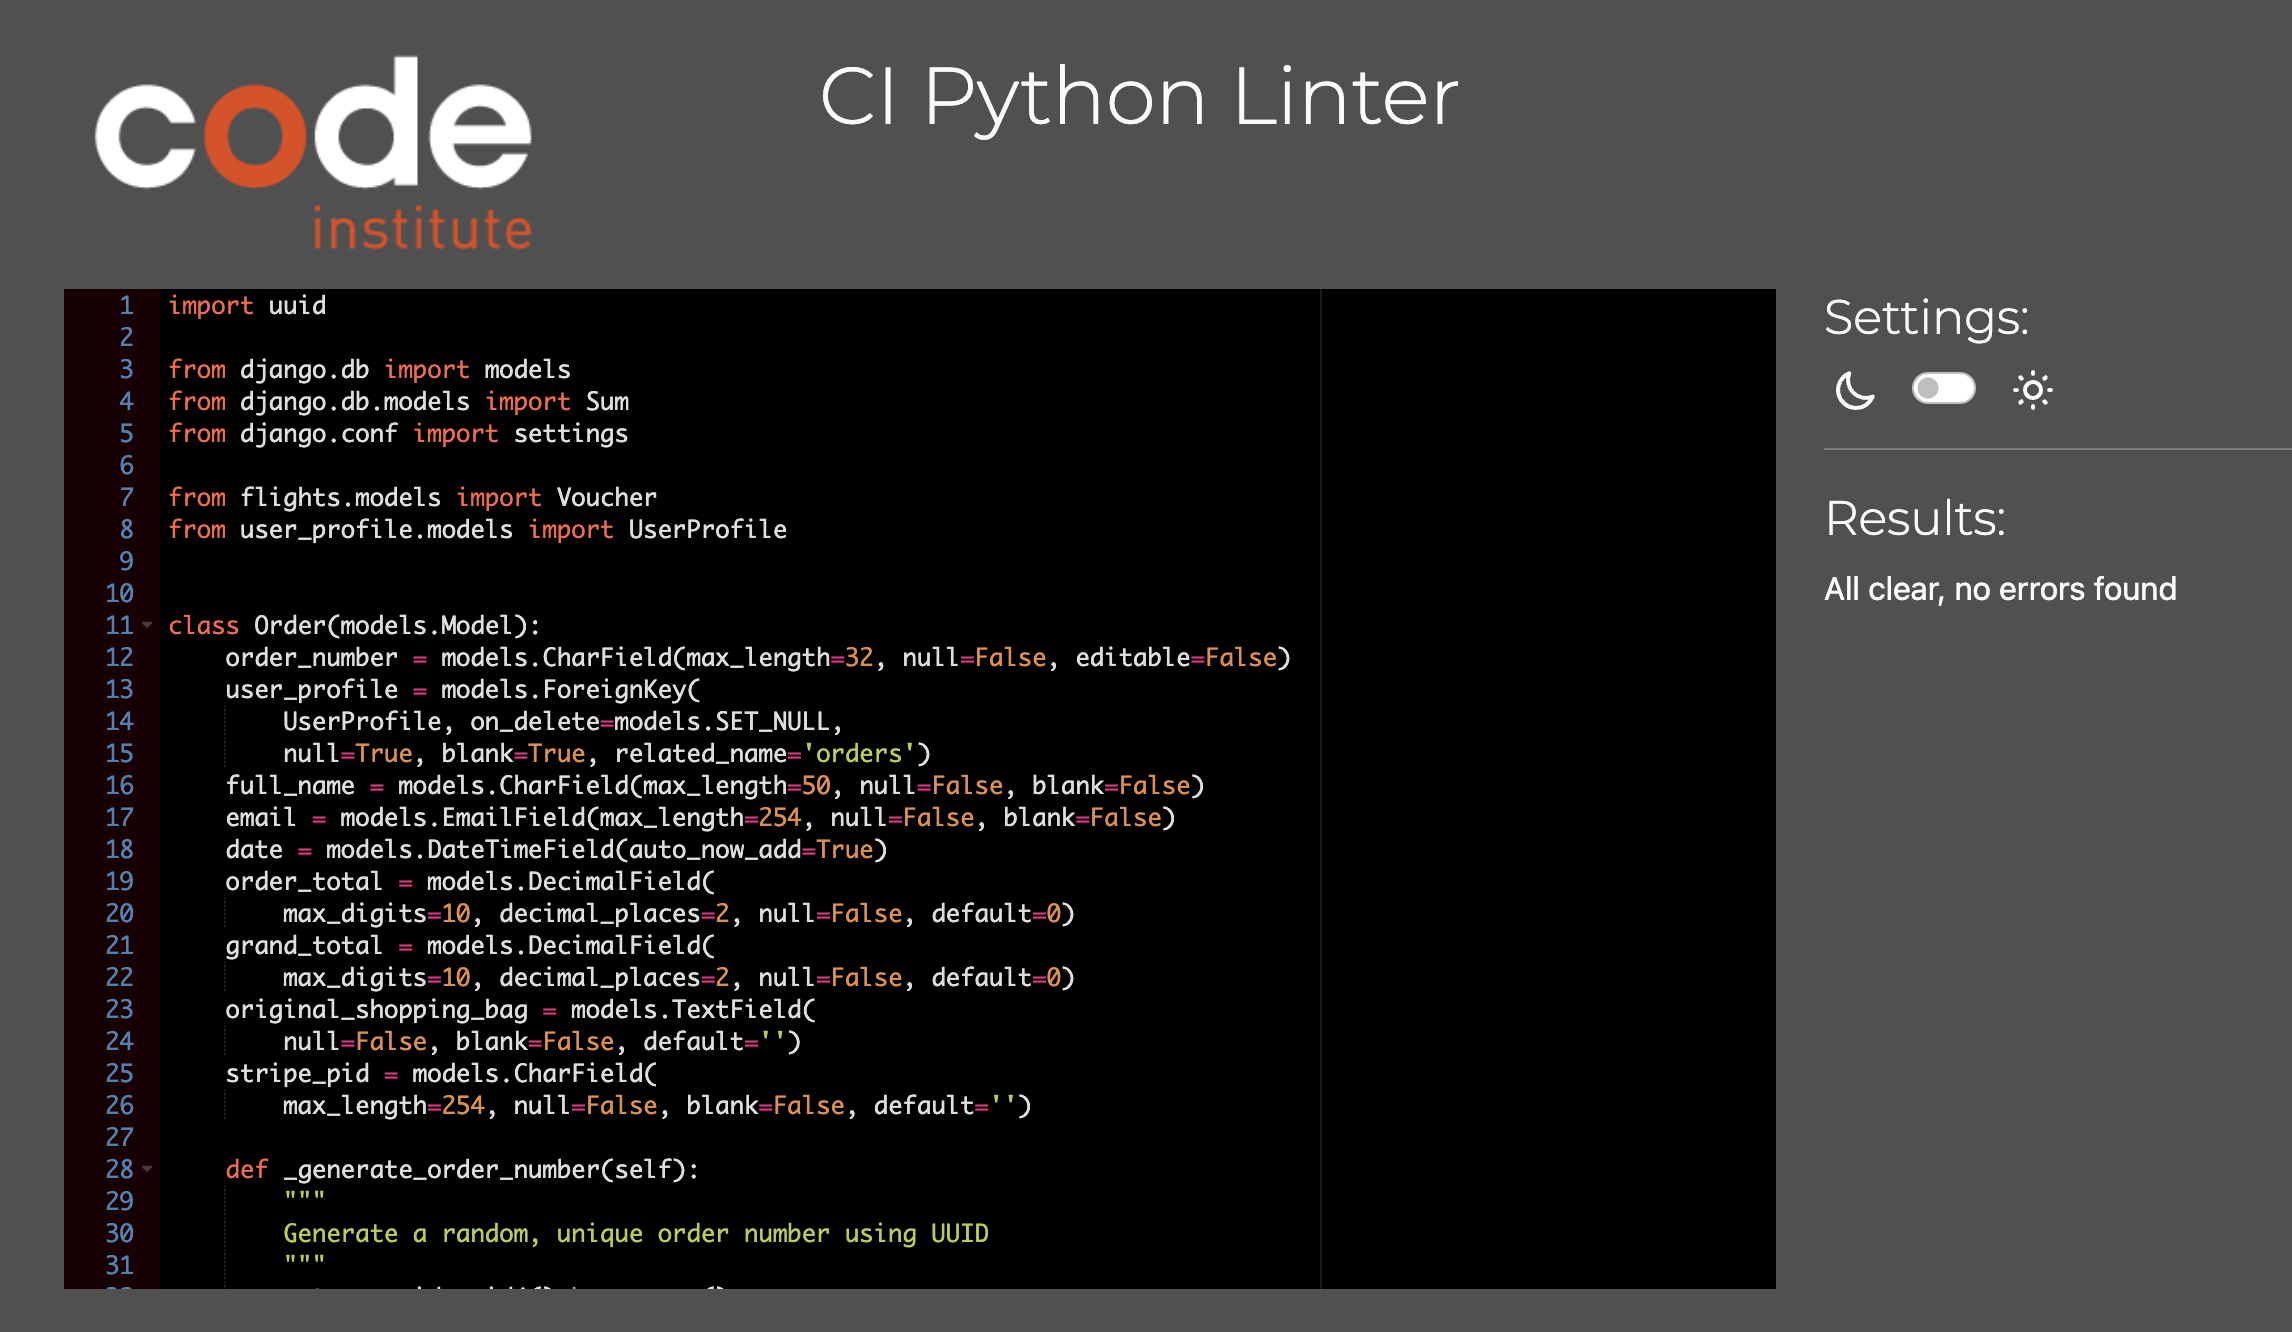 code
institute
CI Python Linter
1 import uuid
2
3 from django.db import models
4 from django.db.models import Sum
5 from django.conf import settings
6
7 from flights.models import Voucher
8 from user_profile.models import UserProfile
9
10
11 class Order(models.Model):
12     order_number = models.CharField(max_length=32, null=False, editable=False)
13     user_profile = models.ForeignKey(
14         UserProfile, on_delete=models.SET_NULL,
15         null=True, blank=True, related_name='orders')
16     full_name = models.CharField(max_length=50, null=False, blank=False)
17     email = models.EmailField(max_length=254, null=False, blank=False)
18     date = models.DateTimeField(auto_now_add=True)
19     order_total = models.DecimalField(
20         max_digits=10, decimal_places=2, null=False, default=0)
21     grand_total = models.DecimalField(
22         max_digits=10, decimal_places=2, null=False, default=0)
23     original_shopping_bag = models.TextField(
24         null=False, blank=False, default='')
25     stripe_pid = models.CharField(
26         max_length=254, null=False, blank=False, default='')
27
28     def _generate_order_number(self):
29         """
30         Generate a random, unique order number using UUID
31         """
Settings:
Results:
All clear, no errors found